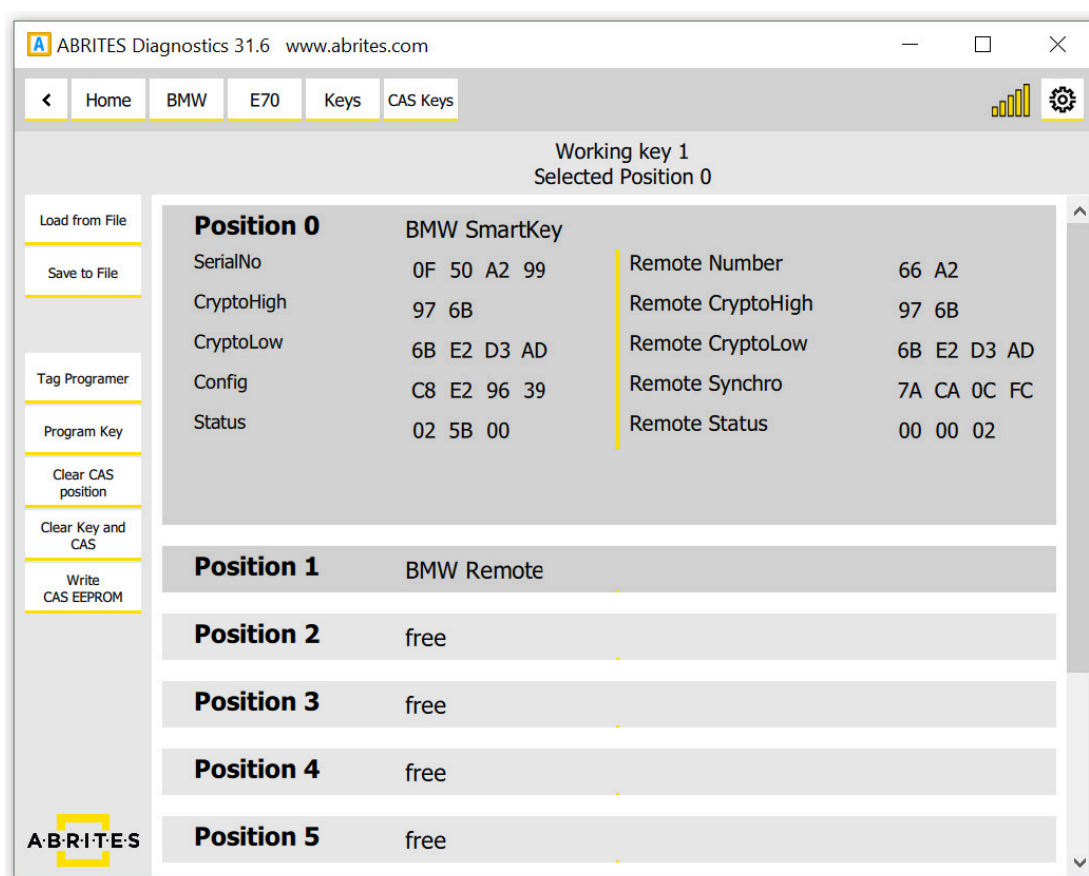 ABRITES Diagnostics 31.6 www.abrites.com
Home BMW E70 Keys CAS Keys
Working key 1
Selected Position 0
Load from File
Save to File
Tag Programer
Program Key
Clear CAS
position
Clear Key and
CAS
Write
CAS EEPROM
Position 0 BMW SmartKey
SerialNo 0F 50 A2 99 Remote Number 66 A2
CryptoHigh 97 6B Remote CryptoHigh 97 6B
CryptoLow 6B E2 D3 AD Remote CryptoLow 6B E2 D3 AD
Config C8 E2 96 39 Remote Synchro 7A CA 0C FC
Status 02 5B 00 Remote Status 00 00 02
Position 1 BMW Remote
Position 2 free
Position 3 free
Position 4 free
Position 5 free
A·B·R·I·T·E·S